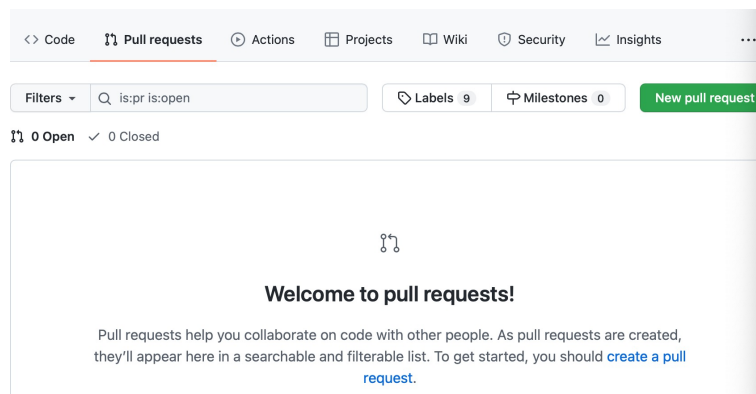 Code Pull requests Actions Projects Wiki Security Insights ...
Filters is:pr is:open Labels 9 Milestones 0 New pull request
0 Open 0 Closed
Welcome to pull requests!
Pull requests help you collaborate on code with other people. As pull requests are created,
they’ll appear here in a searchable and filterable list. To get started, you should create a pull
request.